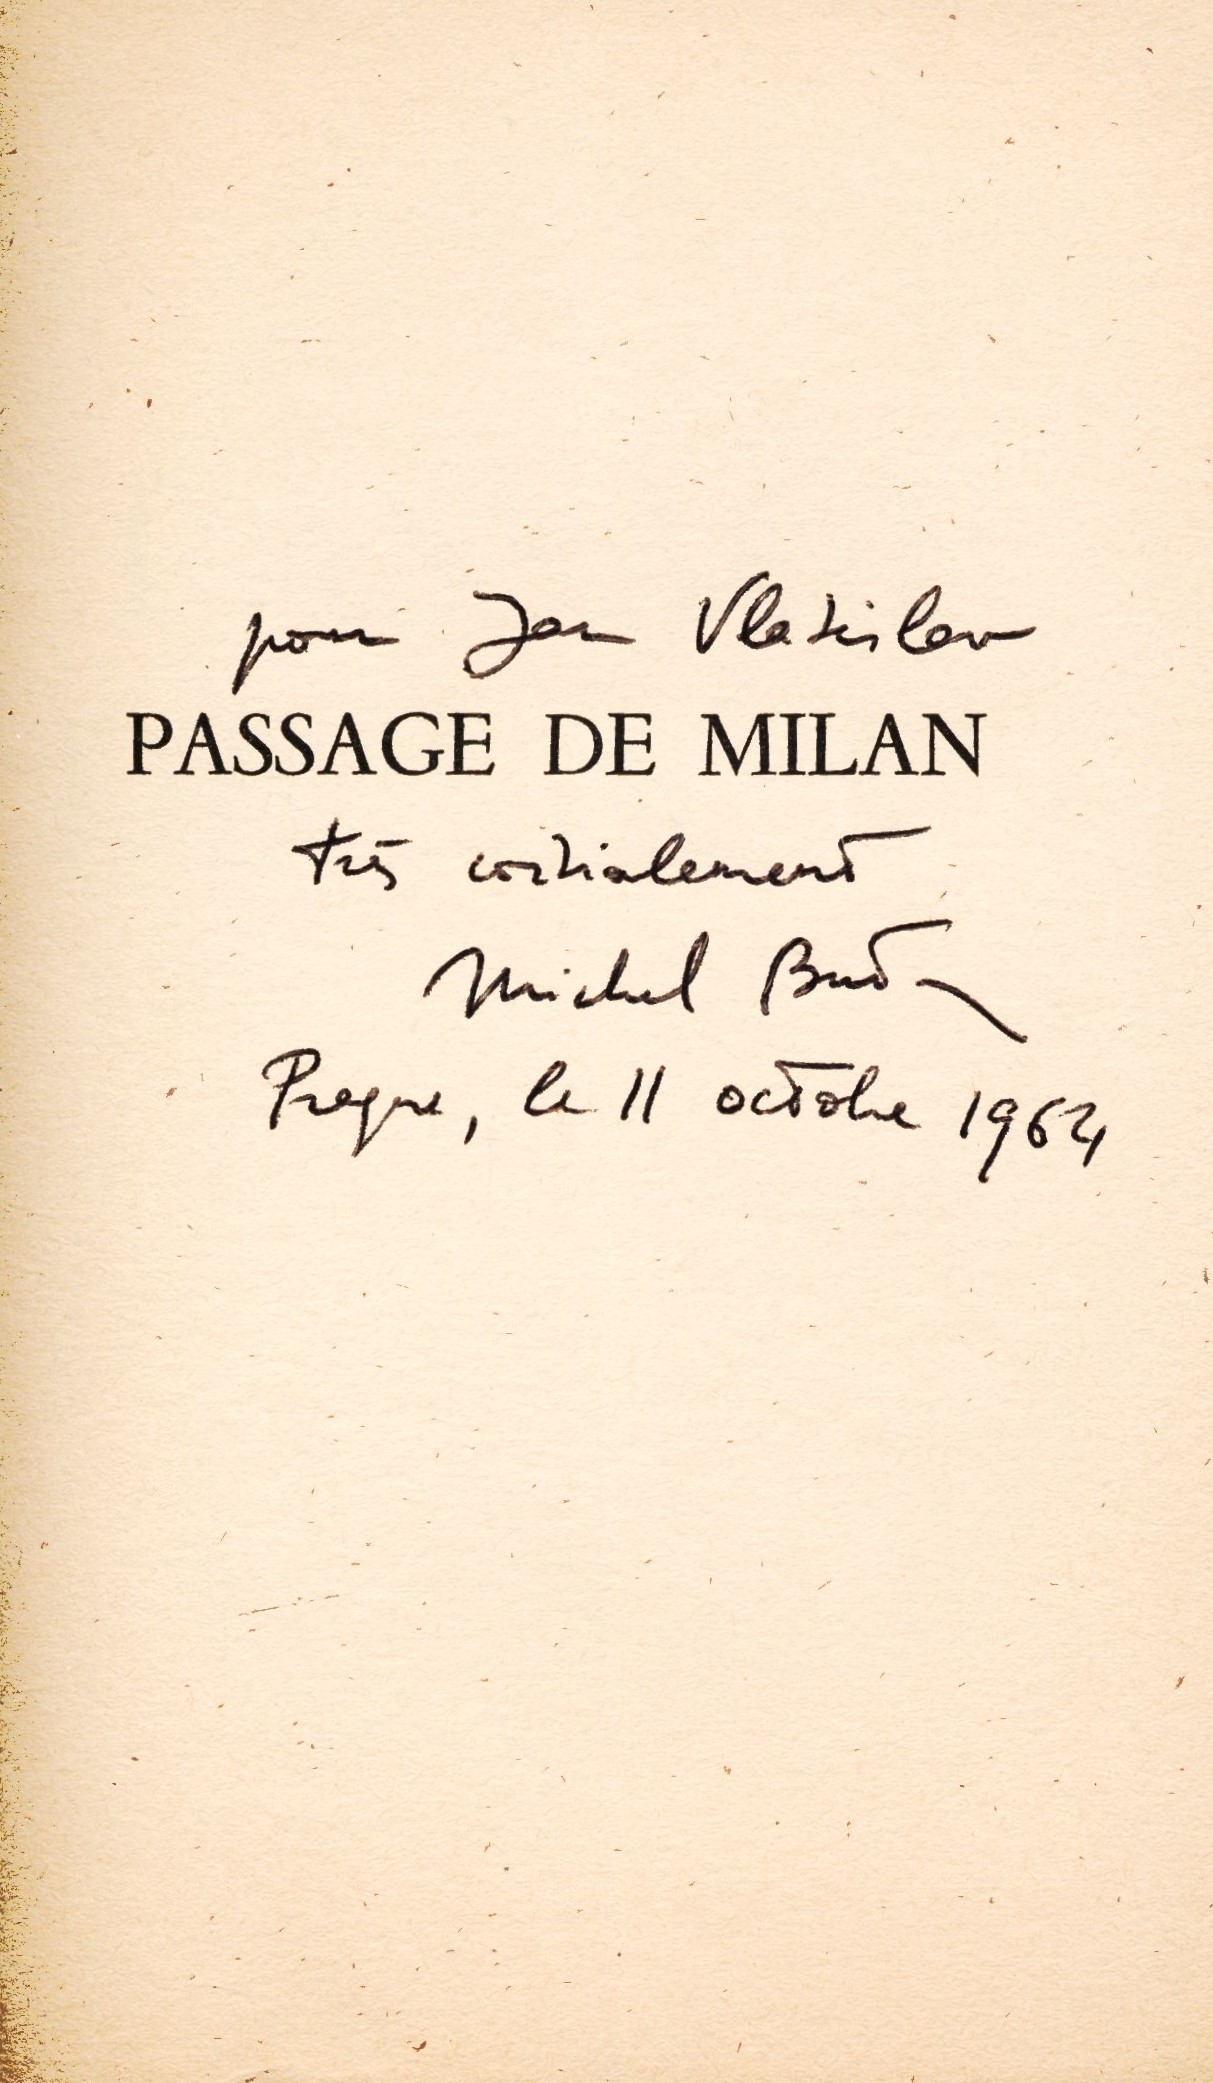 pour Jan Vladislav
PASSAGE DE MILAN
très cordialement
Michel Butor
Prague, le 11 octobre 1964